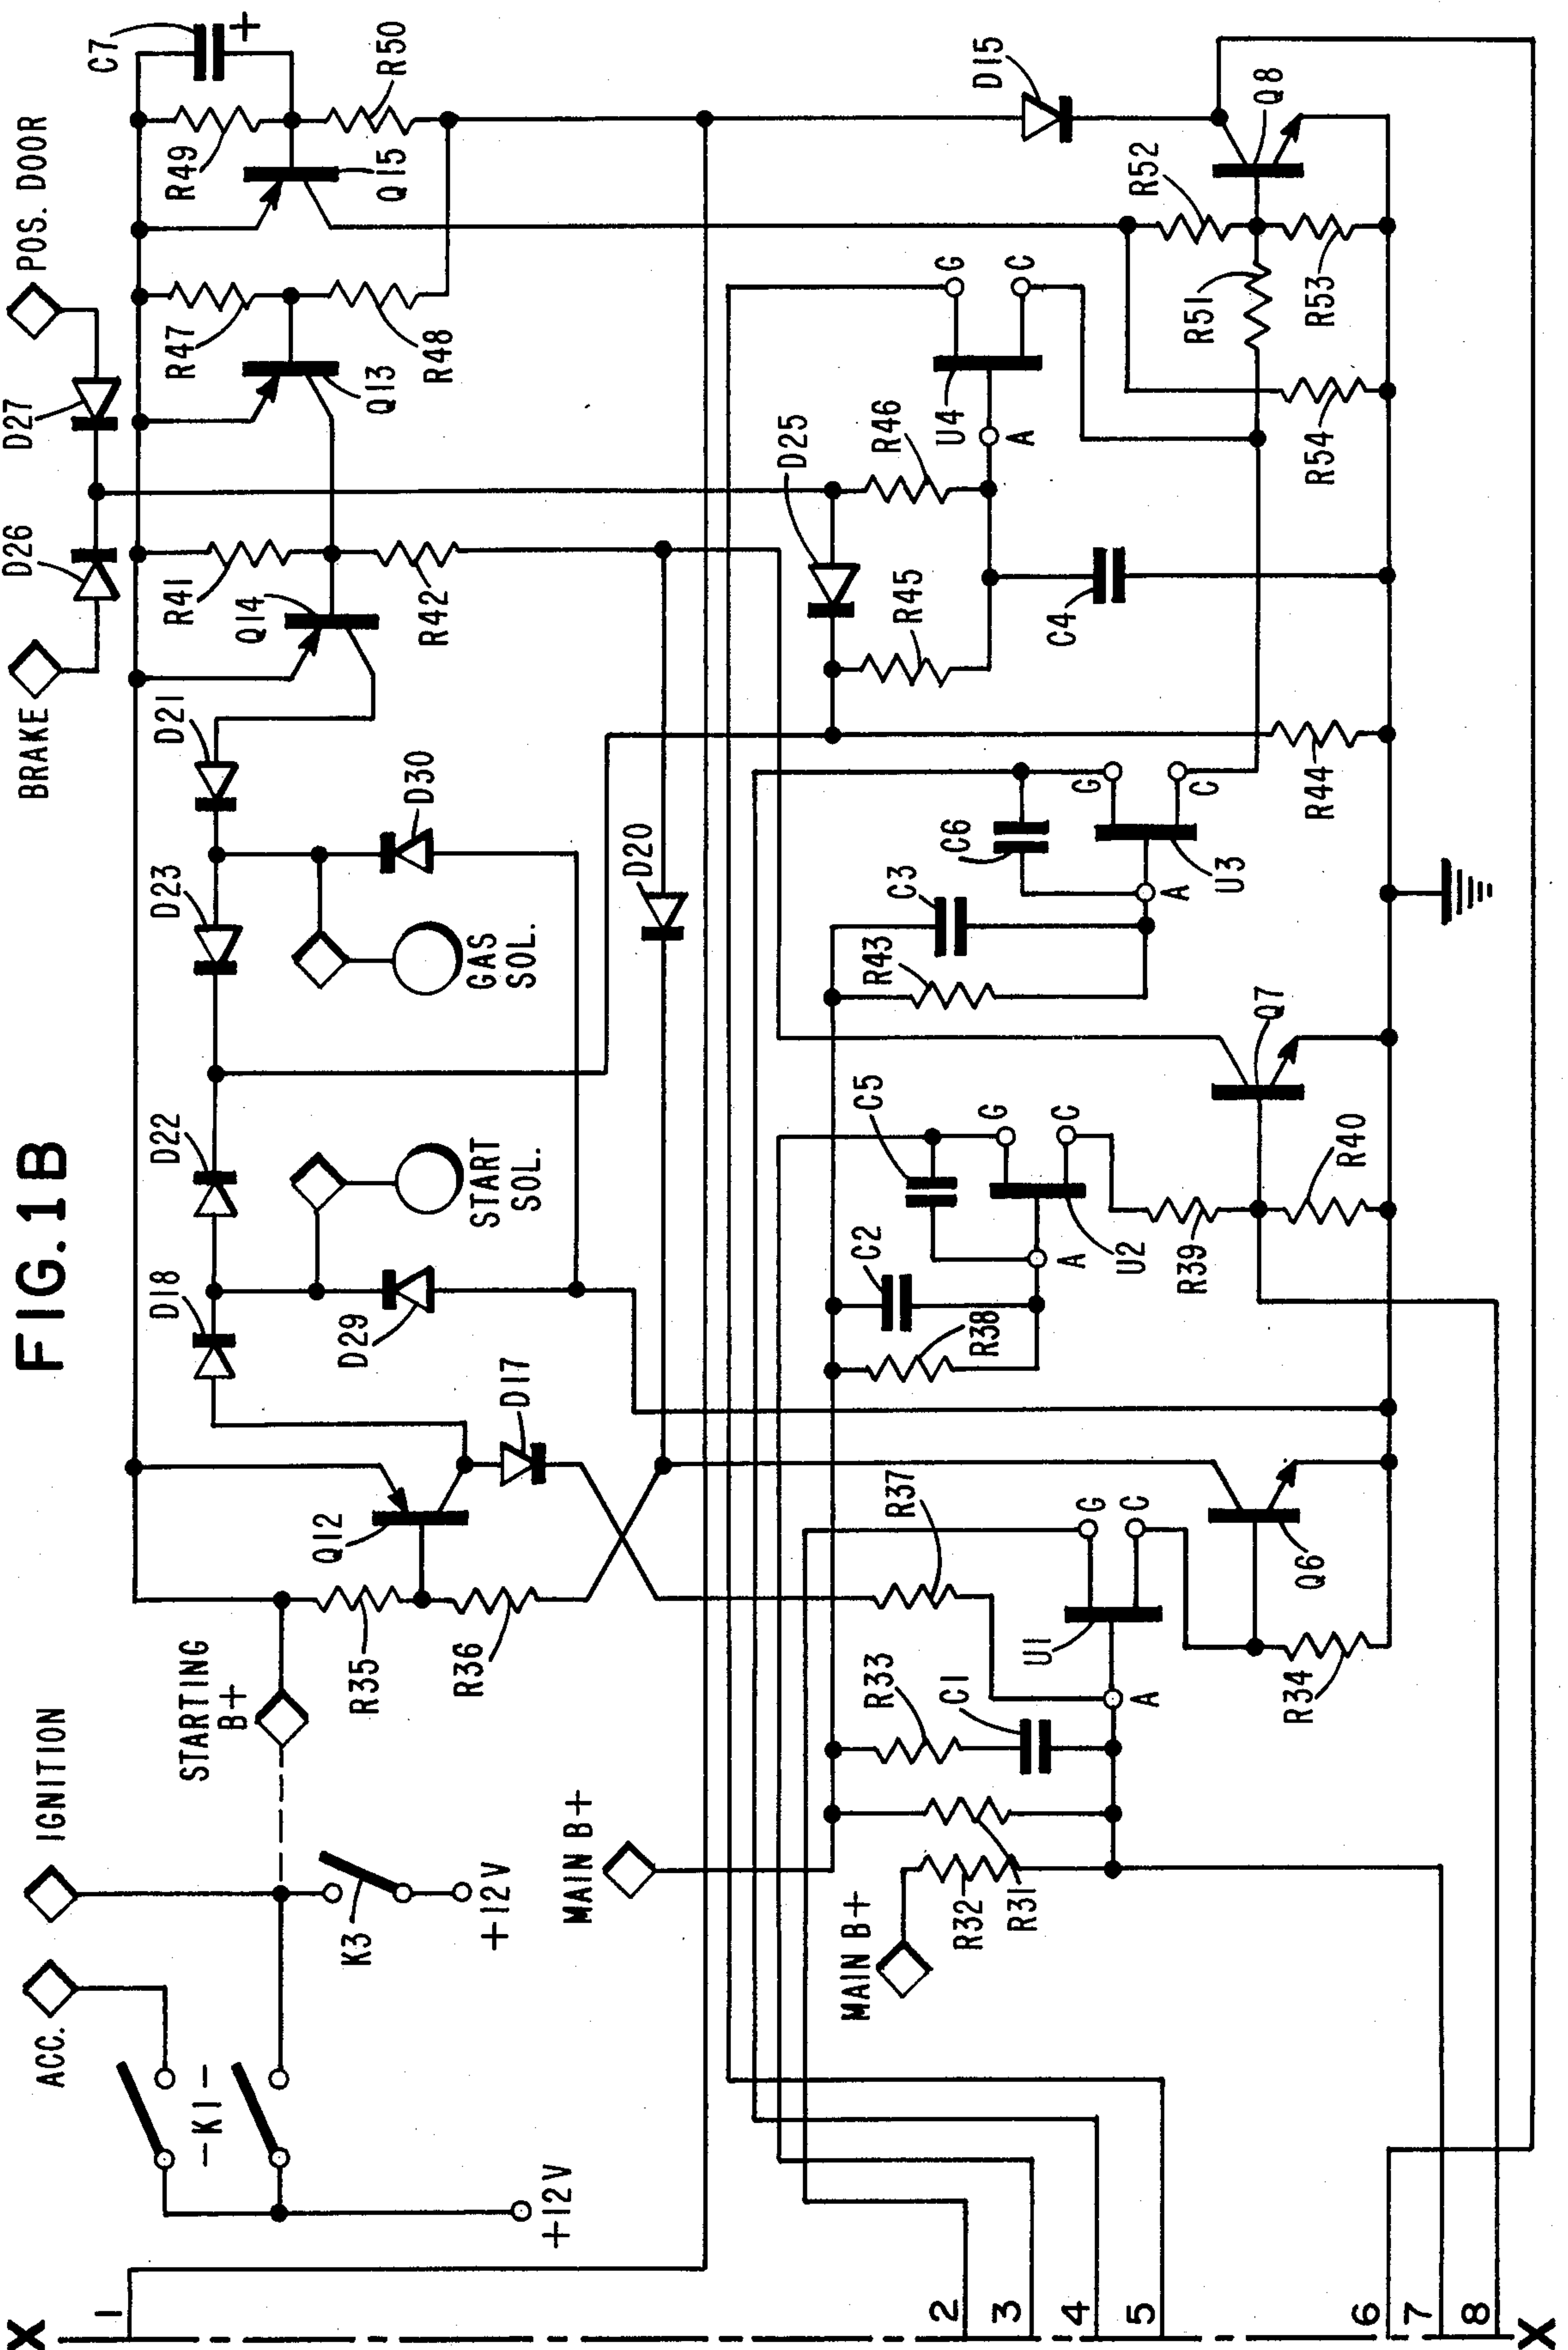 FIG. 1B
X
ACC.
IGNITION
BRAKE
POS. DOOR
D26
D27
C7
+
1
-K1-
+12V
K3
+12V
STARTING
B+
R35
R36
Q12
D17
D18
D29
D22
START
SOL.
D23
GAS
SOL.
D30
D21
Q14
R41
R42
R47
R48
Q13
R49
Q15
R50
D20
MAIN B+
MAIN B+
R32
R31
R33
C1
A
U1
G
C
R37
R34
Q6
R38
C2
C5
A
U2
G
C
R39
R40
Q7
R43
C3
C6
A
U3
G
C
R44
R45
D25
R46
C4
A
U4
G
C
R51
R52
R53
R54
D15
Q8
2
3
4
5
6
7
8
X